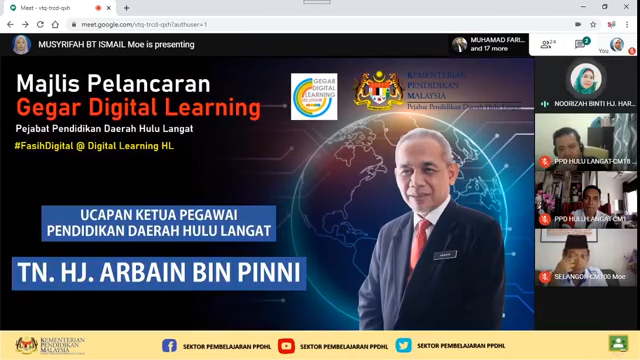 Meet - vtq-trcd-qxh
meet.google.com/vtq-trcd-qxh?authuser=1
MUSYRIFAH BT ISMAIL Moe is presenting
MUHAMAD FARI...
and 17 more
24
2
You
Majlis Pelancaran
Gegar Digital Learning
Pejabat Pendidikan Daerah Hulu Langat
#FasihDigital @ Digital Learning HL
GEGAR
DIGITAL
LEARNING
KEMENTERIAN
PENDIDIKAN
MALAYSIA
Pejabat Pendidikan Daerah Hulu Langat
UCAPAN KETUA PEGAWAI
PENDIDIKAN DAERAH HULU LANGAT
TN. HJ. ARBAIN BIN PINNI
ARBAIN
NOORIZAH BINTI HJ. HAR...
PPD HULU LANGAT-CMT8 ...
PPD HULU LANGAT-CM1...
SELANGOR CM100 Moe
KEMENTERIAN
PENDIDIKAN
MALAYSIA
SEKTOR PEMBELAJARAN PPDHL
SEKTOR PEMBELAJARAN PPDHL
SEKTOR PEMBELAJARAN PPDHL